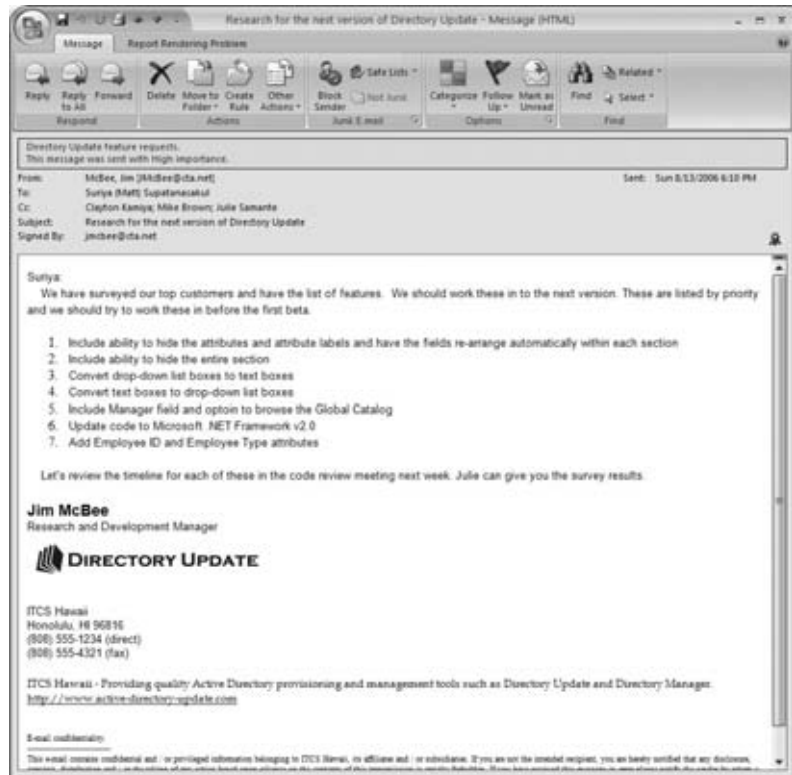 Research for the next version of Directory Update - Message (HTML)
Message Report Rendering Problem
Reply Reply to All Forward Delete Move to Folder Create Rule Other Actions Block Sender Safe Lists Not Junk Categorize Follow Up Mark as Unread Find Related Select
Respond Actions Junk E-mail Options Find
Directory Update feature requests.
This message was sent with High importance.
From: McBee, Jim [JMcBee@cta.net] Sent: Sun 8/13/2006 6:10 PM
To: Suriya (Matt) Supatanasakul
Cc: Clayton Kamiya; Mike Brown; Julie Samante
Subject: Research for the next version of Directory Update
Signed By: jmcbee@cta.net
Suriya:
We have surveyed our top customers and have the list of features. We should work these in to the next version. These are listed by priority
and we should try to work these in before the first beta.
1. Include ability to hide the attributes and attribute labels and have the fields re-arrange automatically within each section
2. Include ability to hide the entire section
3. Convert drop-down list boxes to text boxes
4. Convert text boxes to drop-down list boxes
5. Include Manager field and optoin to browse the Global Catalog
6. Update code to Microsoft .NET Framework v2.0
7. Add Employee ID and Employee Type attributes
Let's review the timeline for each of these in the code review meeting next week. Julie can give you the survey results.
Jim McBee
Research and Development Manager
DIRECTORY UPDATE
ITCS Hawaii
Honolulu, HI 96816
(808) 555-1234 (direct)
(808) 555-4321 (fax)
ITCS Hawaii - Providing quality Active Directory provisioning and management tools such as Directory Update and Directory Manager.
http://www.active-directory-update.com
E-mail confidentiality
This e-mail contains confidential and / or privileged information belonging to ITCS Hawaii, its affiliates and / or subsidiaries. If you are not the intended recipient, you are hereby notified that any disclosure,